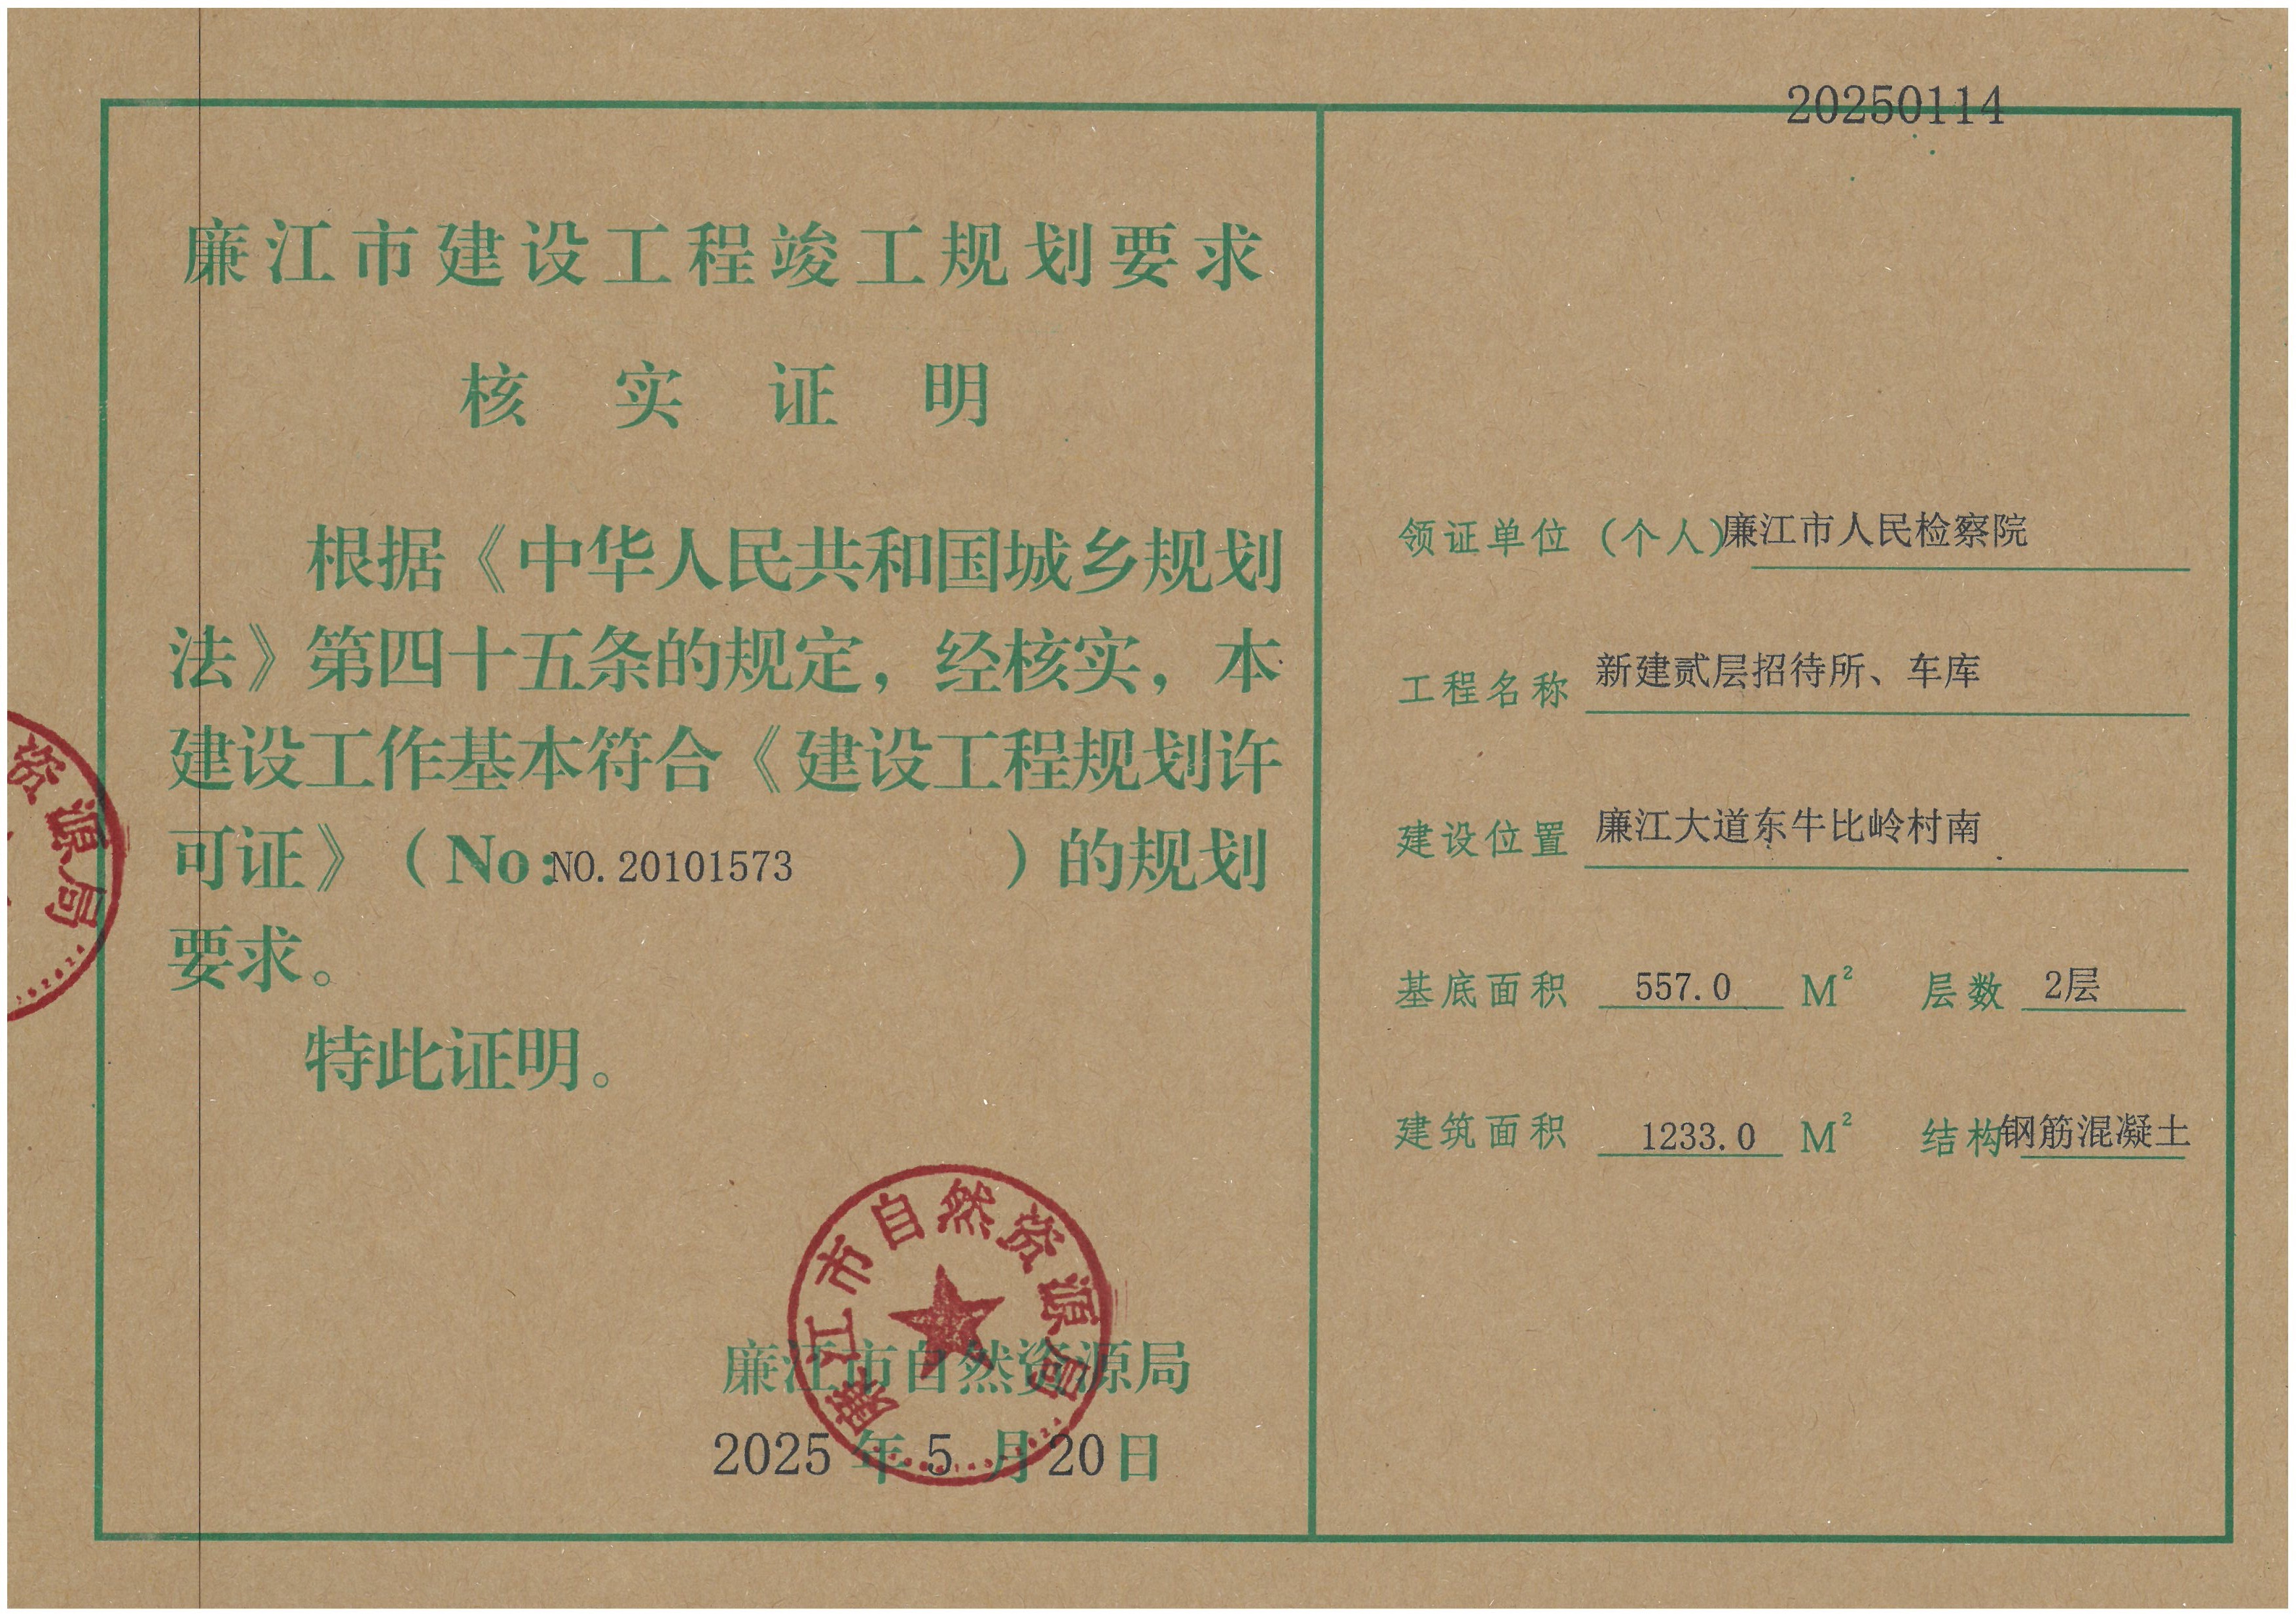 20250114
廉江市建设工程竣工规划要求
核实证明
根据《中华人民共和国城乡规划
法》第四十五条的规定，经核实，本
建设工作基本符合《建设工程规划许
可证》（No:NO.20101573）的规划
要求。
特此证明。
廉江市自然资源局
2025年5月20日
廉江市自然资源局
资源局
领证单位（个人）廉江市人民检察院
工程名称 新建贰层招待所、车库
建设位置 廉江大道东牛比岭村南
基底面积 557.0 M² 层数 2层
建筑面积 1233.0 M² 结构 钢筋混凝土